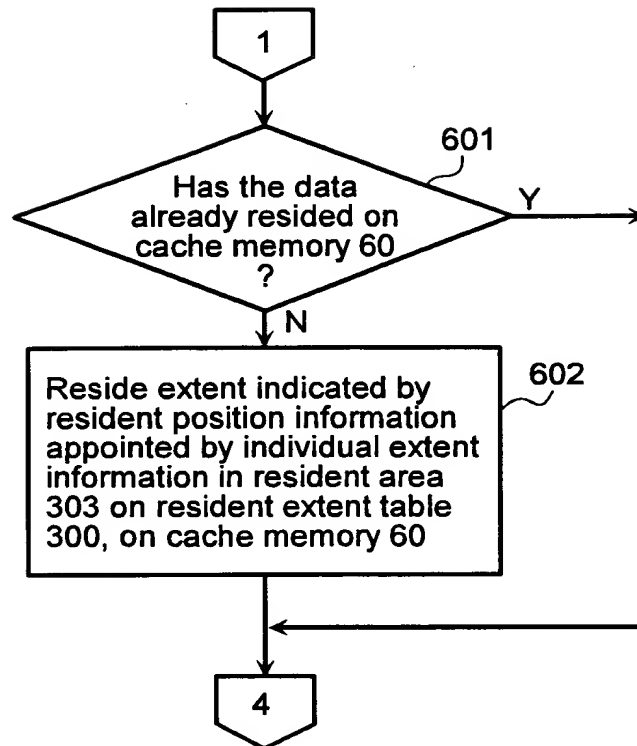 1
601
Has the data
already resided on
cache memory 60
?
Y
N
602
Reside extent indicated by
resident position information
appointed by individual extent
information in resident area
303 on resident extent table
300, on cache memory 60
4